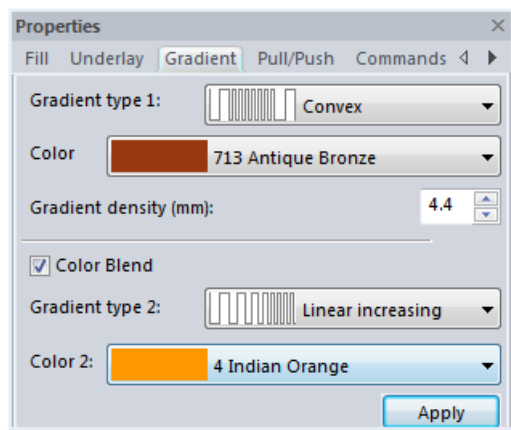 Properties
Fill Underlay Gradient Pull/Push Commands
Gradient type 1: Convex
Color 713 Antique Bronze
Gradient density (mm): 4.4
Color Blend
Gradient type 2: Linear increasing
Color 2: 4 Indian Orange
Apply